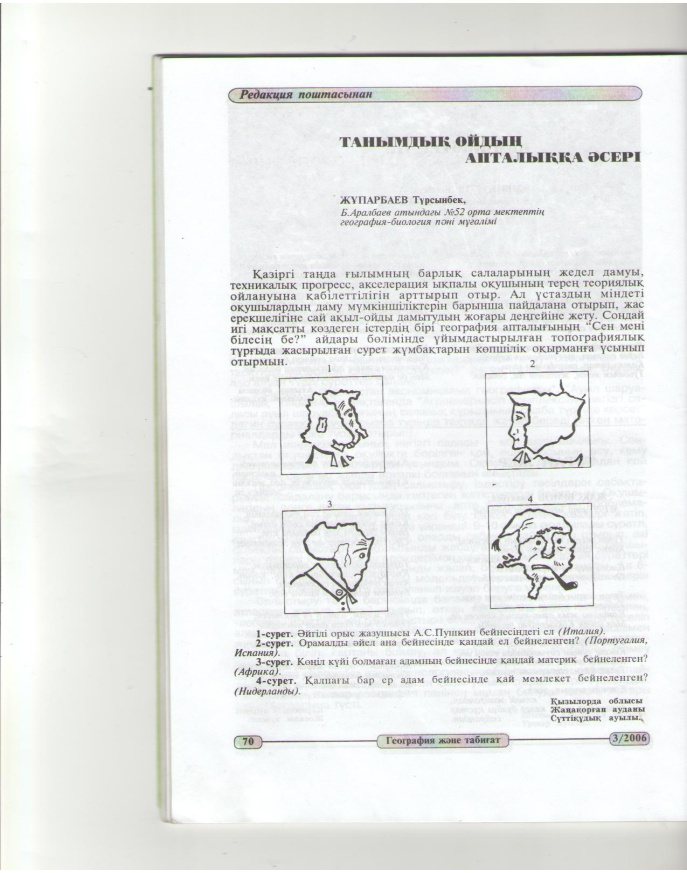 Редакция поштасынан
ТАНЫМДЫҚ ОЙДЫҢ
АПТАЛЫҚҚА ӘСЕРІ
ЖҰПАРБАЕВ Тұрсынбек,
Б.Аралбаев атындағы №52 орта мектептің
география-биология пәні мұғалімі
Қазіргі таңда ғылымның барлық салаларының жедел дамуы,
техникалық прогресс, акселерация ықпалы оқушының терең теориялық
ойлануына қабілеттілігін арттырып отыр. Ал ұстаздың міндеті
оқушылардың даму мүмкіншіліктерін барынша пайдалана отырып, жас
ерекшелігіне сай ақыл-ойды дамытудың жоғары деңгейіне жету. Сондай
игі мақсатты көздеген істердің бірі география апталығының "Сен мені
білесің бе?" айдары бөлімінде ұйымдастырылған топографиялық
тұрғыда жасырылған сурет жұмбақтарын көпшілік оқырманға ұсынып
отырмын.
1
2
3
4
1-сурет. Әйгілі орыс жазушысы А.С.Пушкин бейнесіндегі ел (Италия).
2-сурет. Орамалды әйел ана бейнесінде қандай ел бейнеленген? (Португалия,
Испания).
3-сурет. Көңіл күйі болмаған адамның бейнесінде қандай материк бейнеленген?
(Африка).
4-сурет. Қалпағы бар ер адам бейнесінде қай мемлекет бейнеленген?
(Нидерланды).
Қызылорда облысы
Жаңақорған ауданы
Сүттіқұдық ауылы.
70
География және табиғат
3/2006